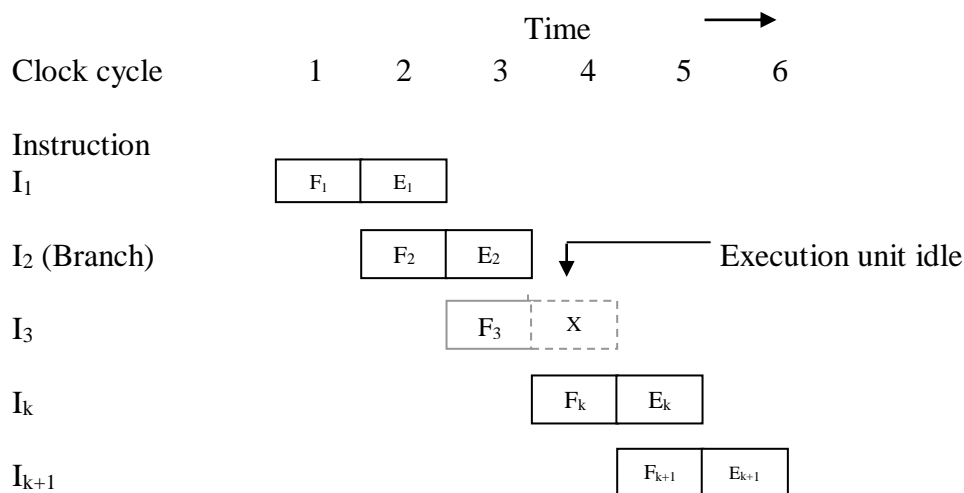 Time
Clock cycle 1 2 3 4 5 6
Instruction
I₁ F₁ E₁
I₂ (Branch) F₂ E₂ Execution unit idle
I₃ F₃ X
Iₖ Fₖ Eₖ
Iₖ₊₁ Fₖ₊₁ Eₖ₊₁